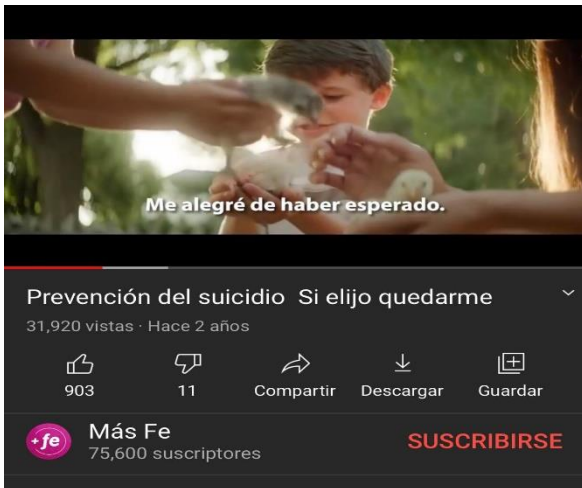 Me alegré de haber esperado.
Prevención del suicidio Si elijo quedarme
31,920 vistas · Hace 2 años
903
11
Compartir
Descargar
Guardar
+fe
Más Fe
75,600 suscriptores
SUSCRIBIRSE